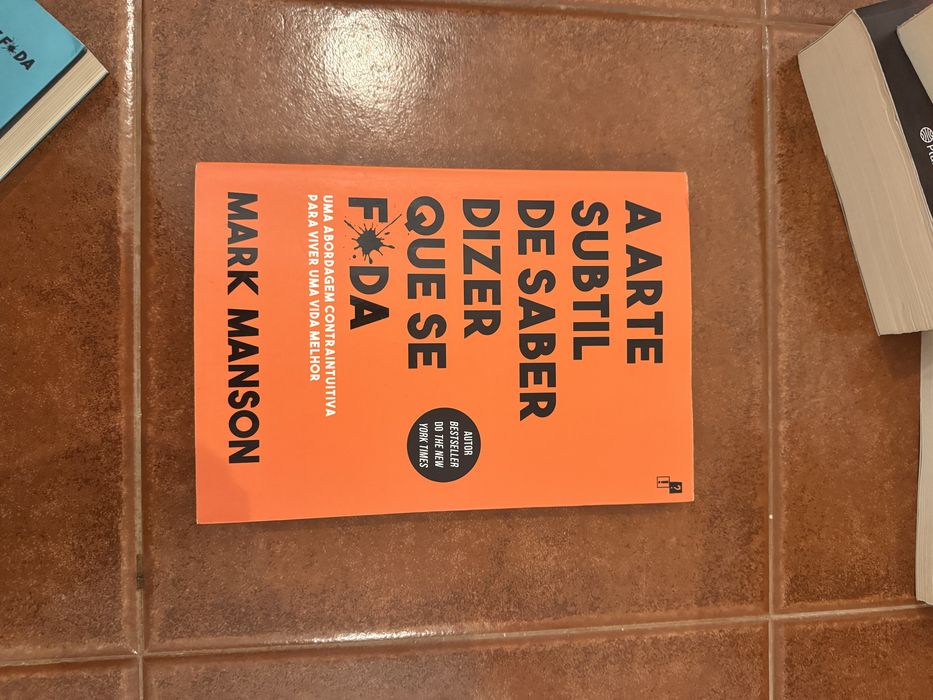 A ARTE
SUBTIL
DE SABER
DIZER
QUE SE
F*DA
UMA ABORDAGEM CONTRAINTUITIVA
PARA VIVER UMA VIDA MELHOR
AUTOR
BESTSELLER
DO THE NEW
YORK TIMES
MARK MANSON
?
!
F*DA